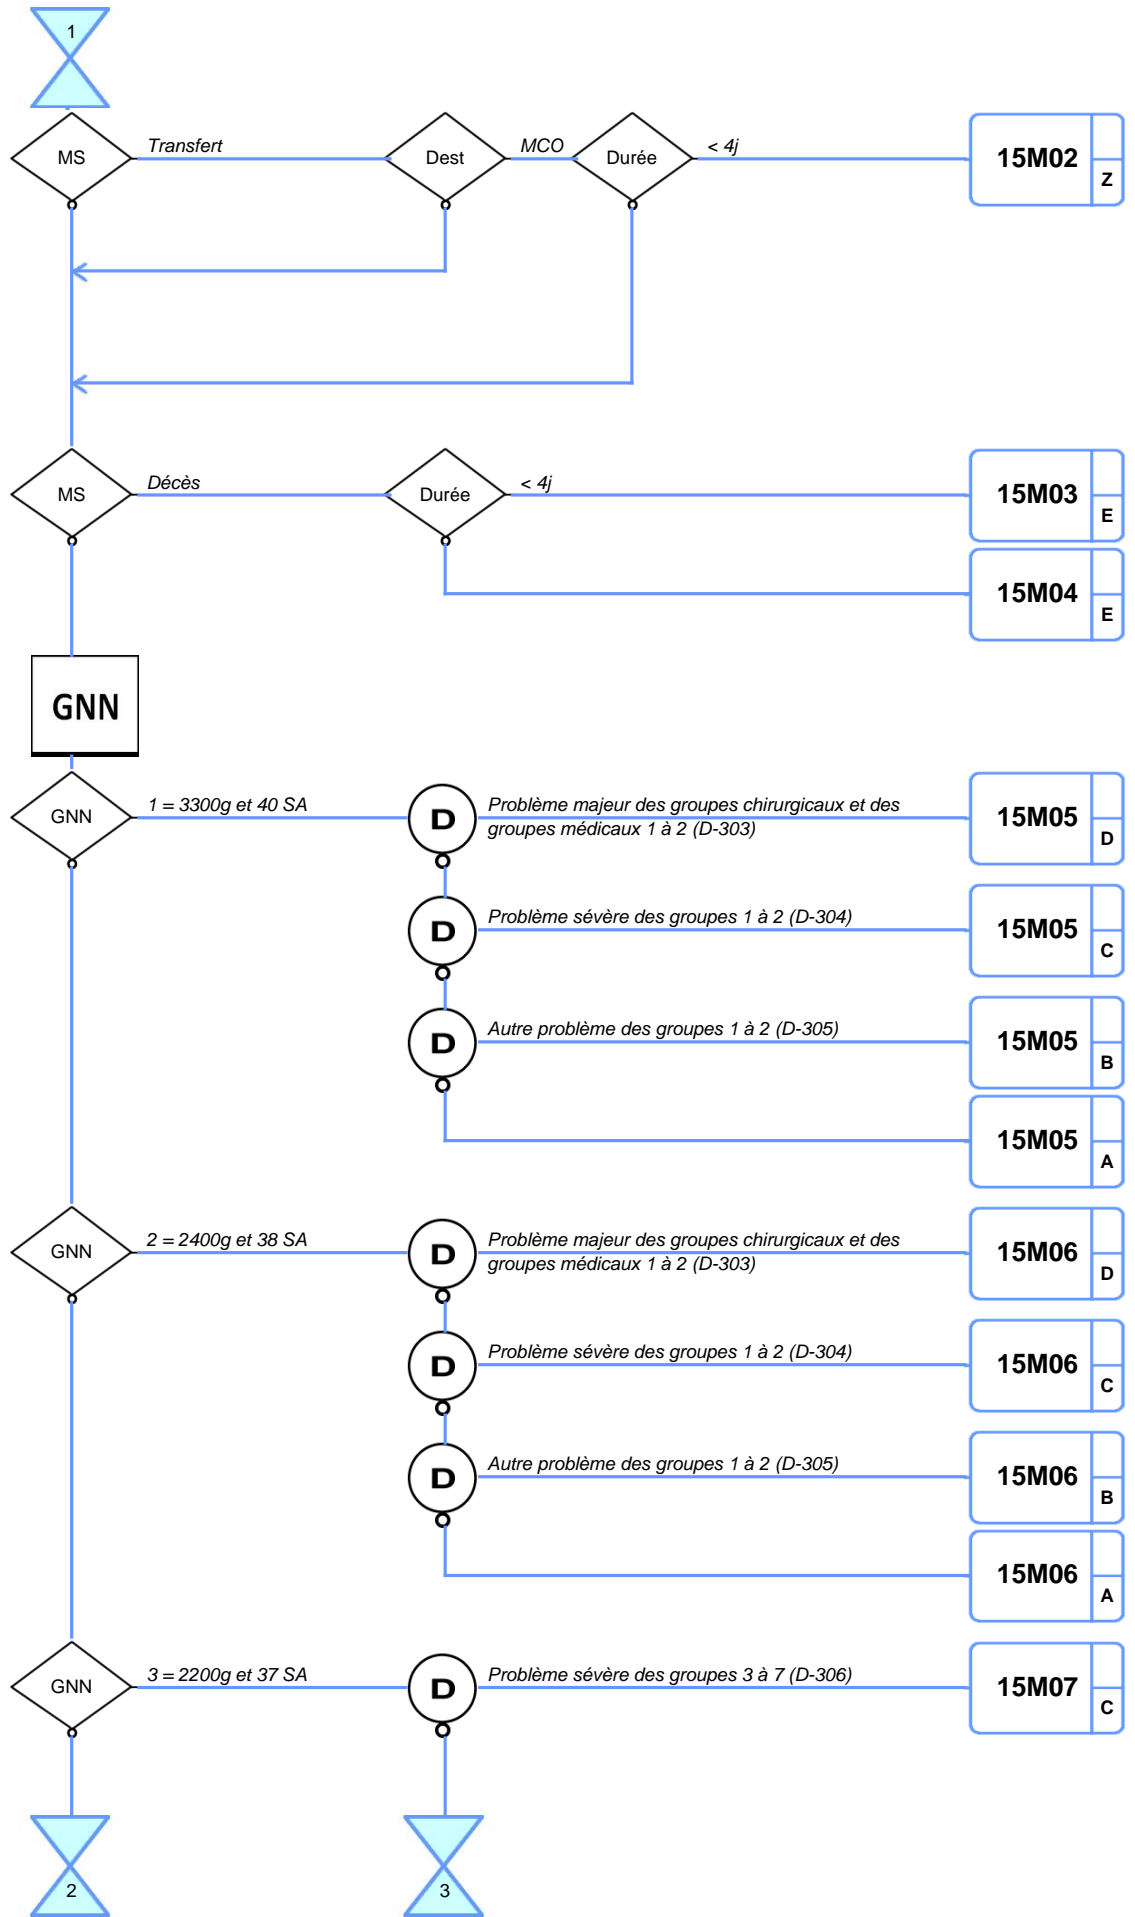 1
MS
Transfert
Dest
MCO
Durée
< 4j
15M02
Z
MS
Décès
Durée
< 4j
15M03
E
15M04
E
GNN
GNN
1 = 3300g et 40 SA
D
Problème majeur des groupes chirurgicaux et des
groupes médicaux 1 à 2 (D-303)
15M05
D
D
Problème sévère des groupes 1 à 2 (D-304)
15M05
C
D
Autre problème des groupes 1 à 2 (D-305)
15M05
B
15M05
A
GNN
2 = 2400g et 38 SA
D
Problème majeur des groupes chirurgicaux et des
groupes médicaux 1 à 2 (D-303)
15M06
D
D
Problème sévère des groupes 1 à 2 (D-304)
15M06
C
D
Autre problème des groupes 1 à 2 (D-305)
15M06
B
15M06
A
GNN
3 = 2200g et 37 SA
D
Problème sévère des groupes 3 à 7 (D-306)
15M07
C
2
3